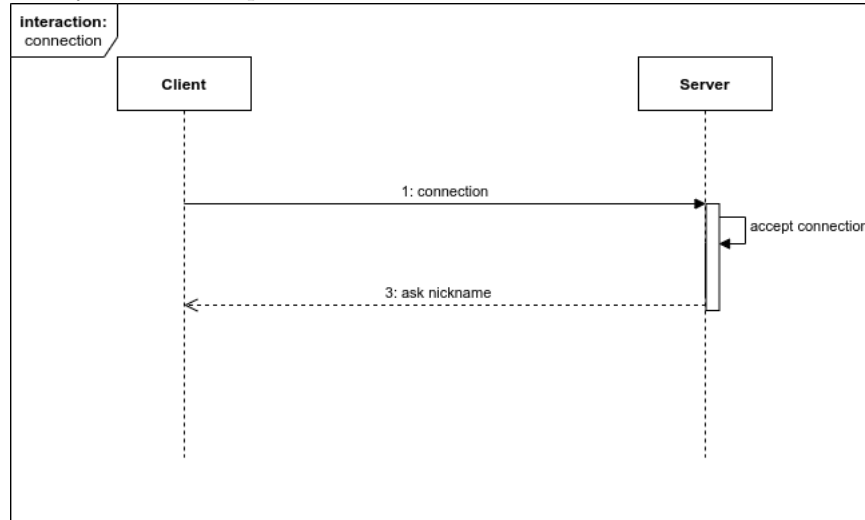 interaction:
connection
Client
Server
1: connection
accept connection
3: ask nickname